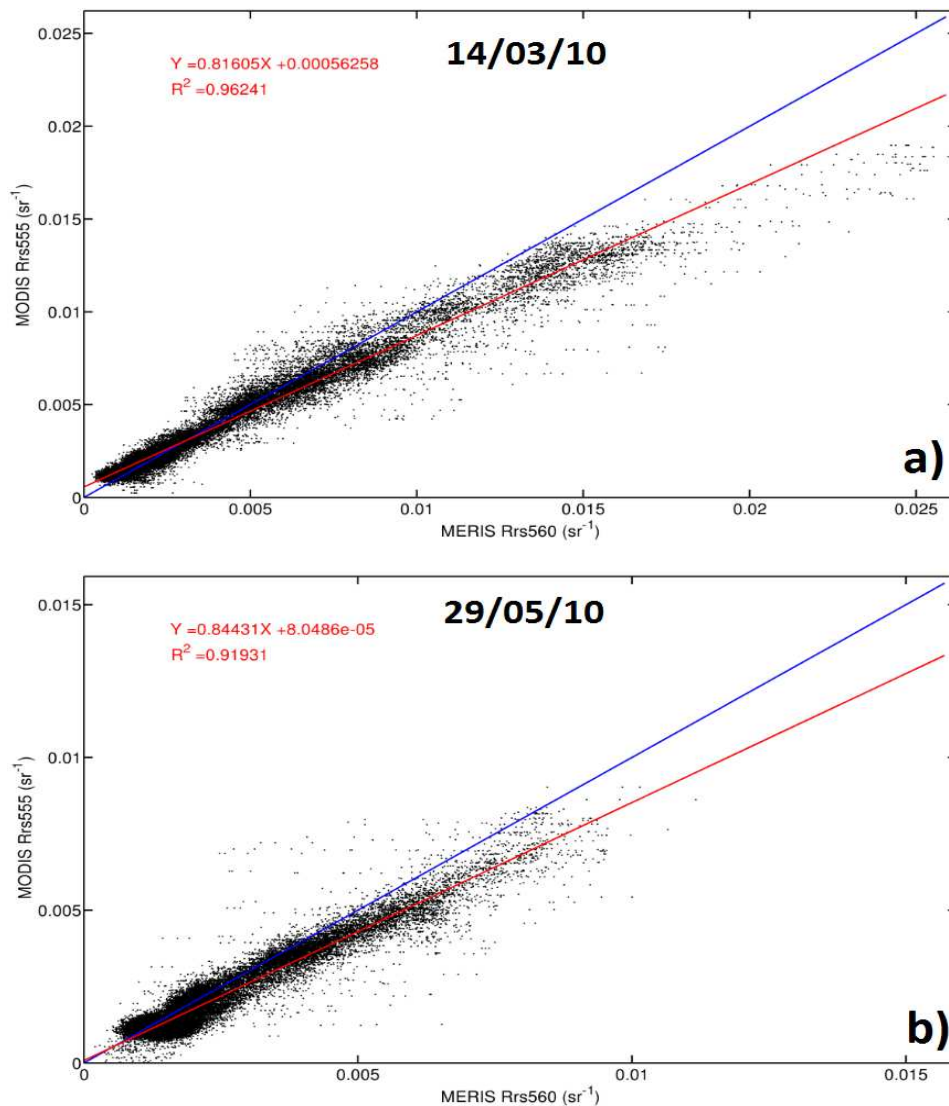 14/03/10
Y =0.81605X +0.00056258
R² =0.96241
0.025
0.02
0.015
0.01
0.005
0
MODIS Rrs555 (sr⁻¹)
0 0.005 0.01 0.015 0.02 0.025
MERIS Rrs560 (sr⁻¹)
a)
29/05/10
Y =0.84431X +8.0486e-05
R² =0.91931
0.015
0.01
0.005
0
MODIS Rrs555 (sr⁻¹)
0 0.005 0.01 0.015
MERIS Rrs560 (sr⁻¹)
b)